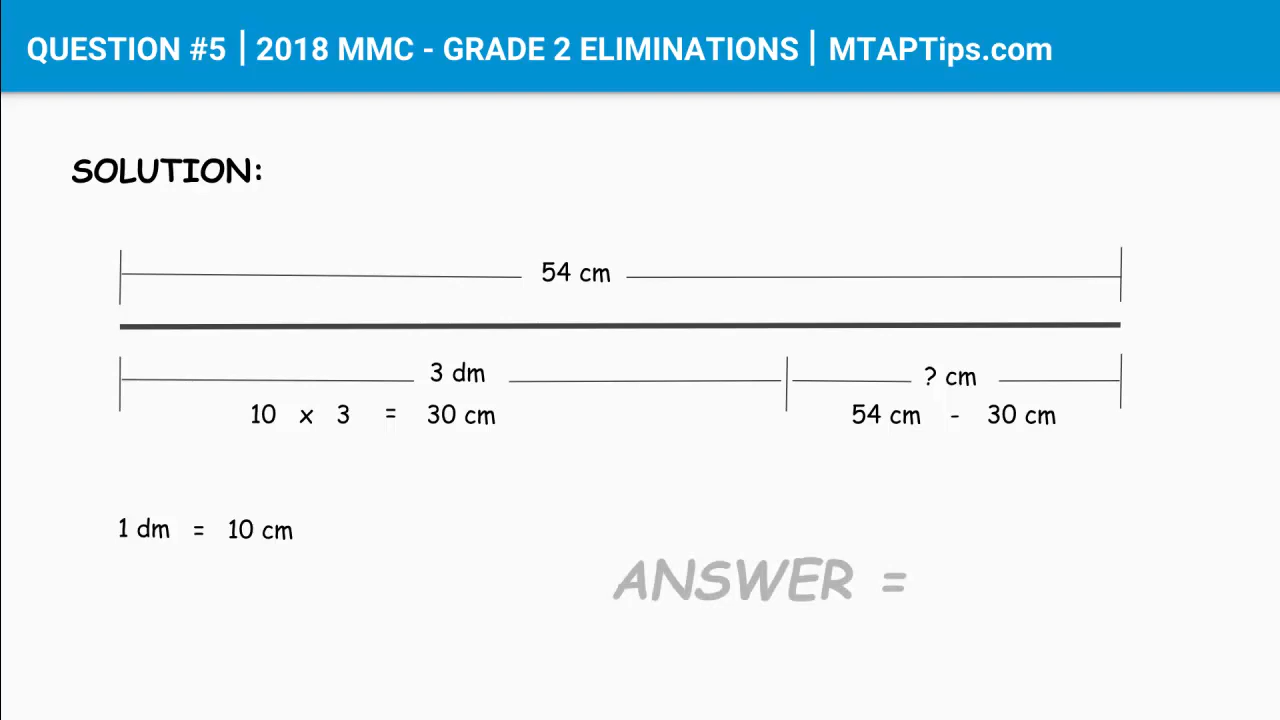 QUESTION #5 | 2018 MMC - GRADE 2 ELIMINATIONS | MTAPTips.com
SOLUTION:
54 cm
3 dm ? cm
10 x 3 = 30 cm 54 cm - 30 cm
1 dm = 10 cm
ANSWER =